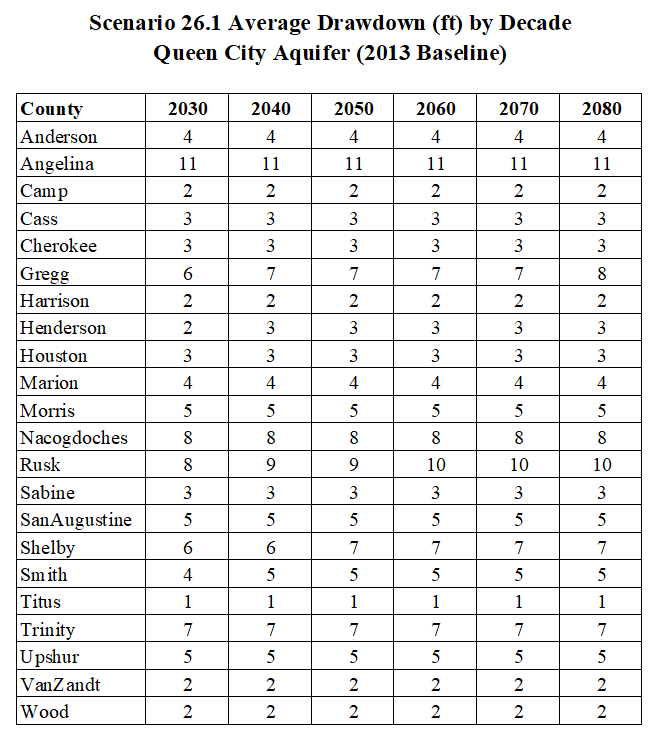 Scenario 26.1 Average Drawdown (ft) by Decade
Queen City Aquifer (2013 Baseline)
County 2030 2040 2050 2060 2070 2080
Anderson 4 4 4 4 4 4
Angelina 11 11 11 11 11 11
Camp 2 2 2 2 2 2
Cass 3 3 3 3 3 3
Cherokee 3 3 3 3 3 3
Gregg 6 7 7 7 7 8
Harrison 2 2 2 2 2 2
Henderson 2 3 3 3 3 3
Houston 3 3 3 3 3 3
Marion 4 4 4 4 4 4
Morris 5 5 5 5 5 5
Nacogdoches 8 8 8 8 8 8
Rusk 8 9 9 10 10 10
Sabine 3 3 3 3 3 3
SanAugustine 5 5 5 5 5 5
Shelby 6 6 7 7 7 7
Smith 4 5 5 5 5 5
Titus 1 1 1 1 1 1
Trinity 7 7 7 7 7 7
Upshur 5 5 5 5 5 5
VanZandt 2 2 2 2 2 2
Wood 2 2 2 2 2 2